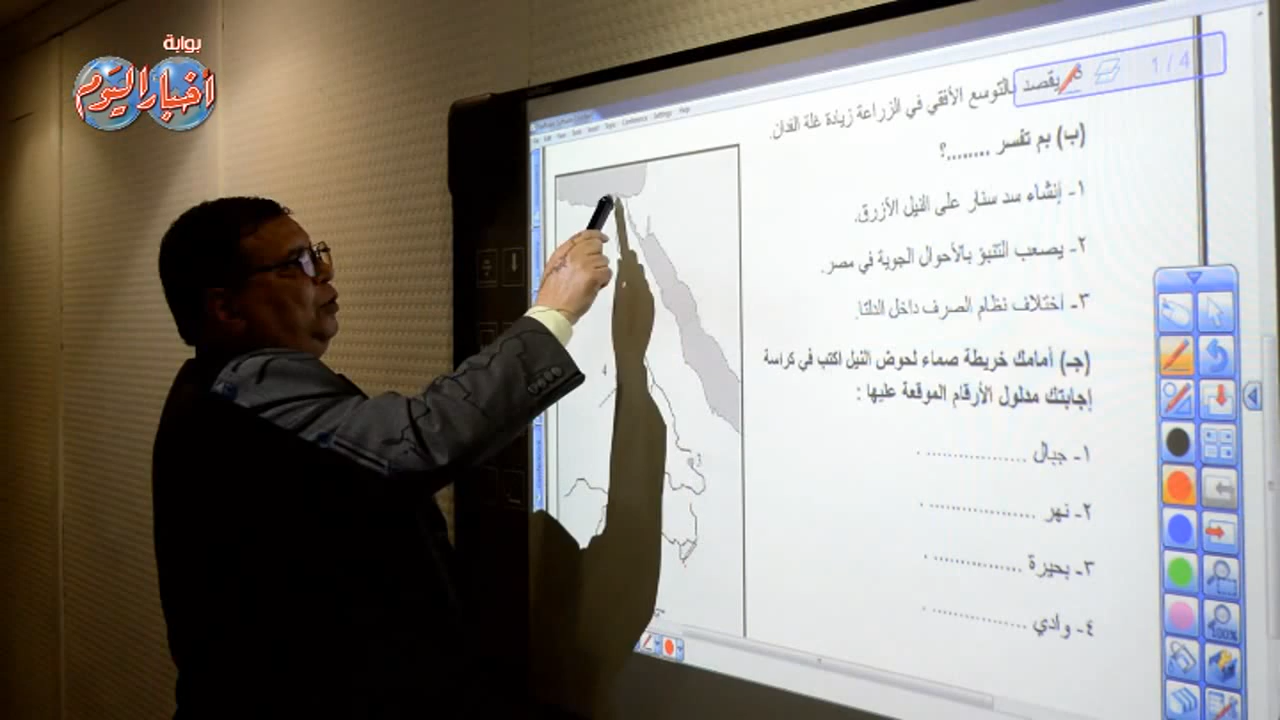 بوابة
أخبار اليوم
1 / 4
يقصد بالتوسع الأفقي في الزراعة زيادة غلة الفدان.
(ب) بم تفسر ........؟
١- إنشاء سد سنار على النيل الأزرق.
٢- يصعب التنبؤ بالأحوال الجوية في مصر.
٣- اختلاف نظام الصرف داخل الدلتا.
(جـ) أمامك خريطة صماء لحوض النيل اكتب في كراسة
إجابتك مدلول الأرقام الموقعة عليها :
١- جبال .................. .
٢- نهر .................. .
٣- بحيرة .................. .
٤- وادي .................. .
4
100%